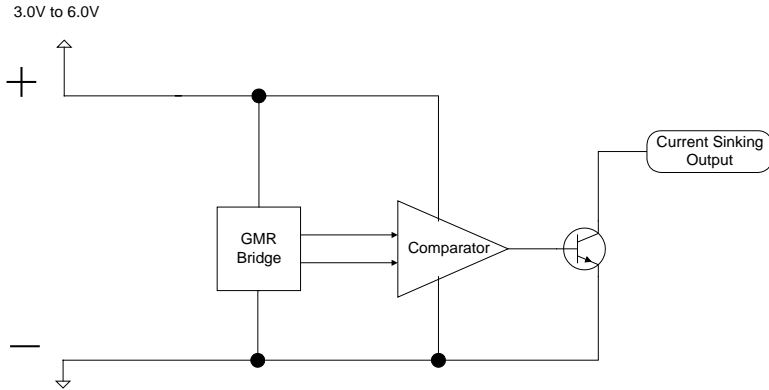 3.0V to 6.0V
+
Current Sinking
Output
GMR
Bridge
Comparator
–